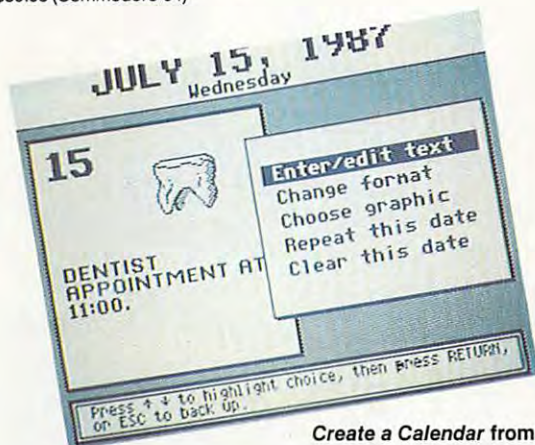 (Commodore 64)
JULY 15, 1987
Wednesday
15
DENTIST
APPOINTMENT AT
11:00.
Enter/edit text
Change format
Choose graphic
Repeat this date
Clear this date
Press ↑ ↓ to highlight choice, then press RETURN,
or ESC to back up.
Create a Calendar from